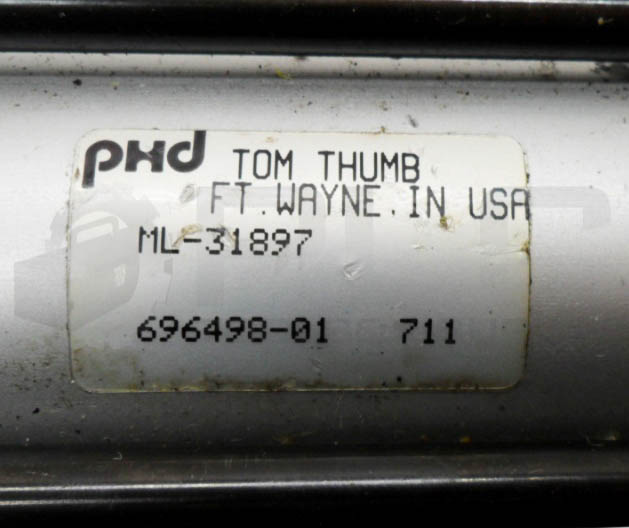 PHD TOM THUMB
FT.WAYNE.IN USA
ML-31897
696498-01 711